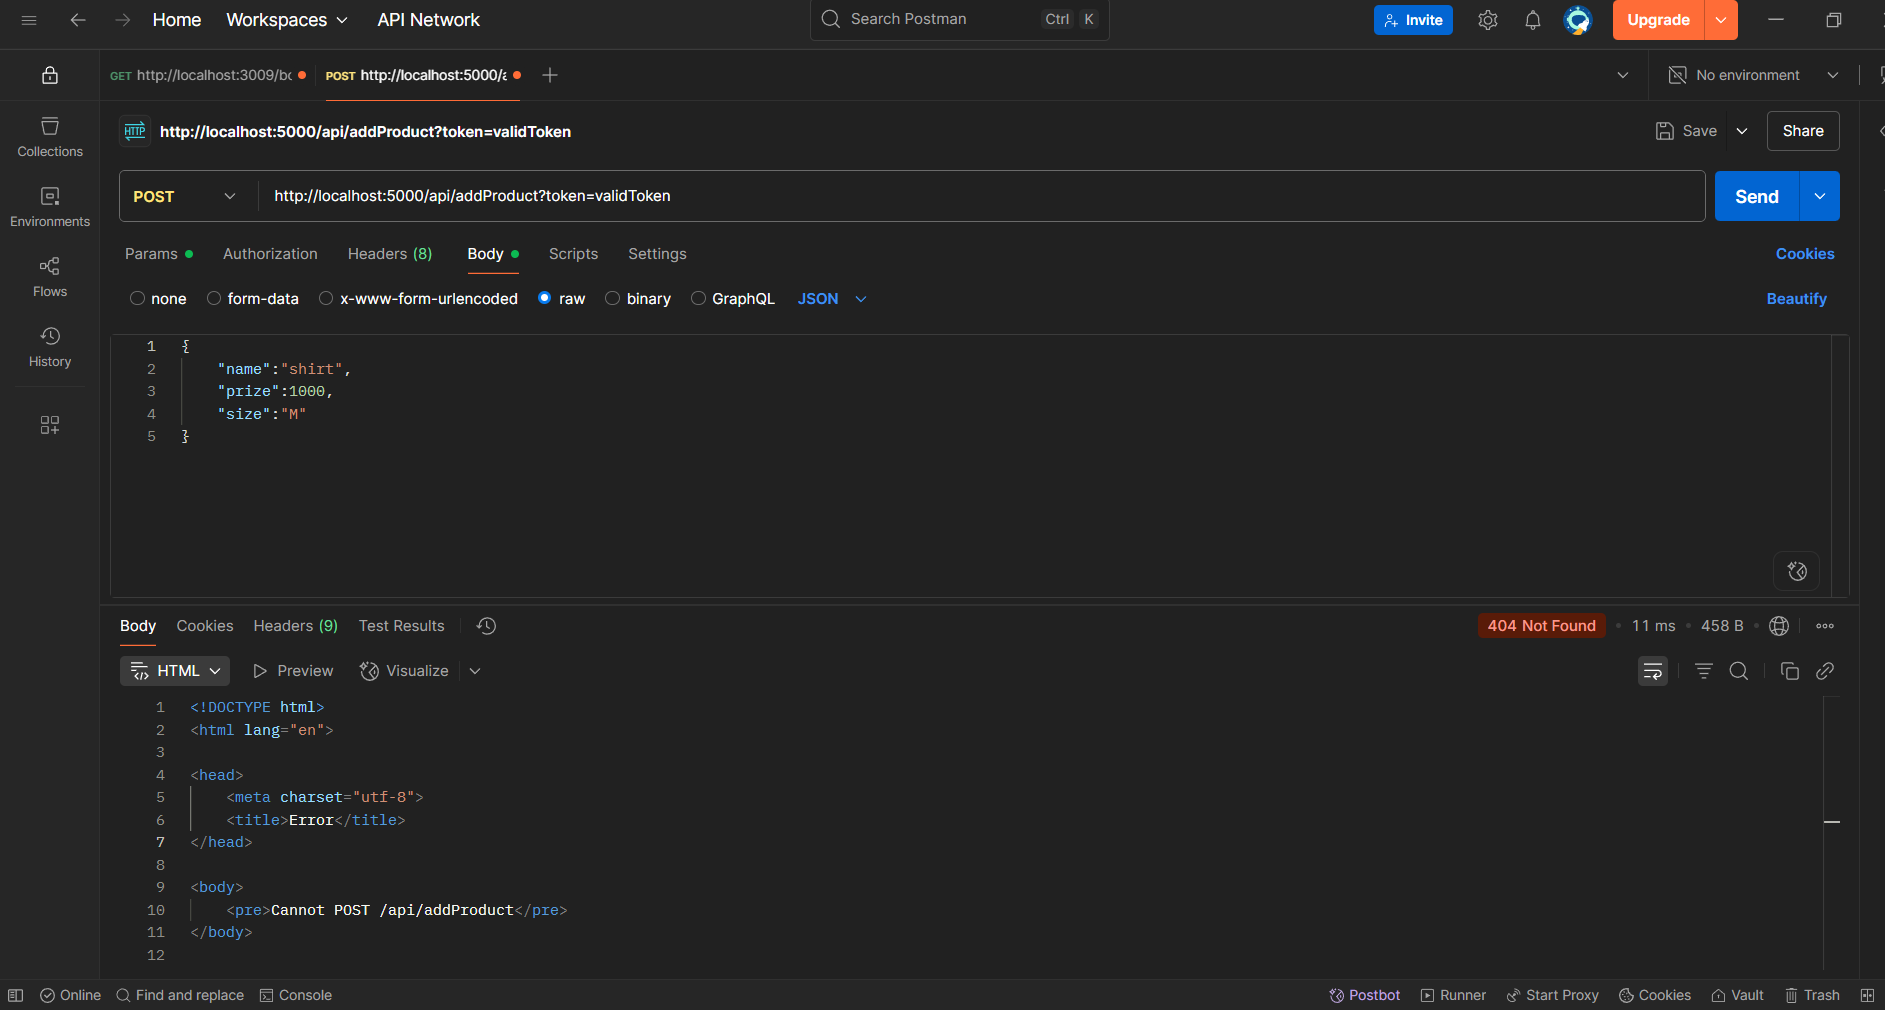 Home Workspaces API Network Search Postman Ctrl K Invite Upgrade
GET http://localhost:3009/bc POST http://localhost:5000/a No environment
Collections
Environments
Flows
History
HTTP http://localhost:5000/api/addProduct?token=validToken Save Share
POST http://localhost:5000/api/addProduct?token=validToken Send
Params Authorization Headers (8) Body Scripts Settings Cookies
none form-data x-www-form-urlencoded raw binary GraphQL JSON Beautify
1 {
2 "name":"shirt",
3 "prize":1000,
4 "size":"M"
5 }
Body Cookies Headers (9) Test Results 404 Not Found 11 ms 458 B
HTML Preview Visualize
1 <!DOCTYPE html>
2 <html lang="en">
3
4 <head>
5 <meta charset="utf-8">
6 <title>Error</title>
7 </head>
8
9 <body>
10 <pre>Cannot POST /api/addProduct</pre>
11 </body>
12
Online Find and replace Console Postbot Runner Start Proxy Cookies Vault Trash